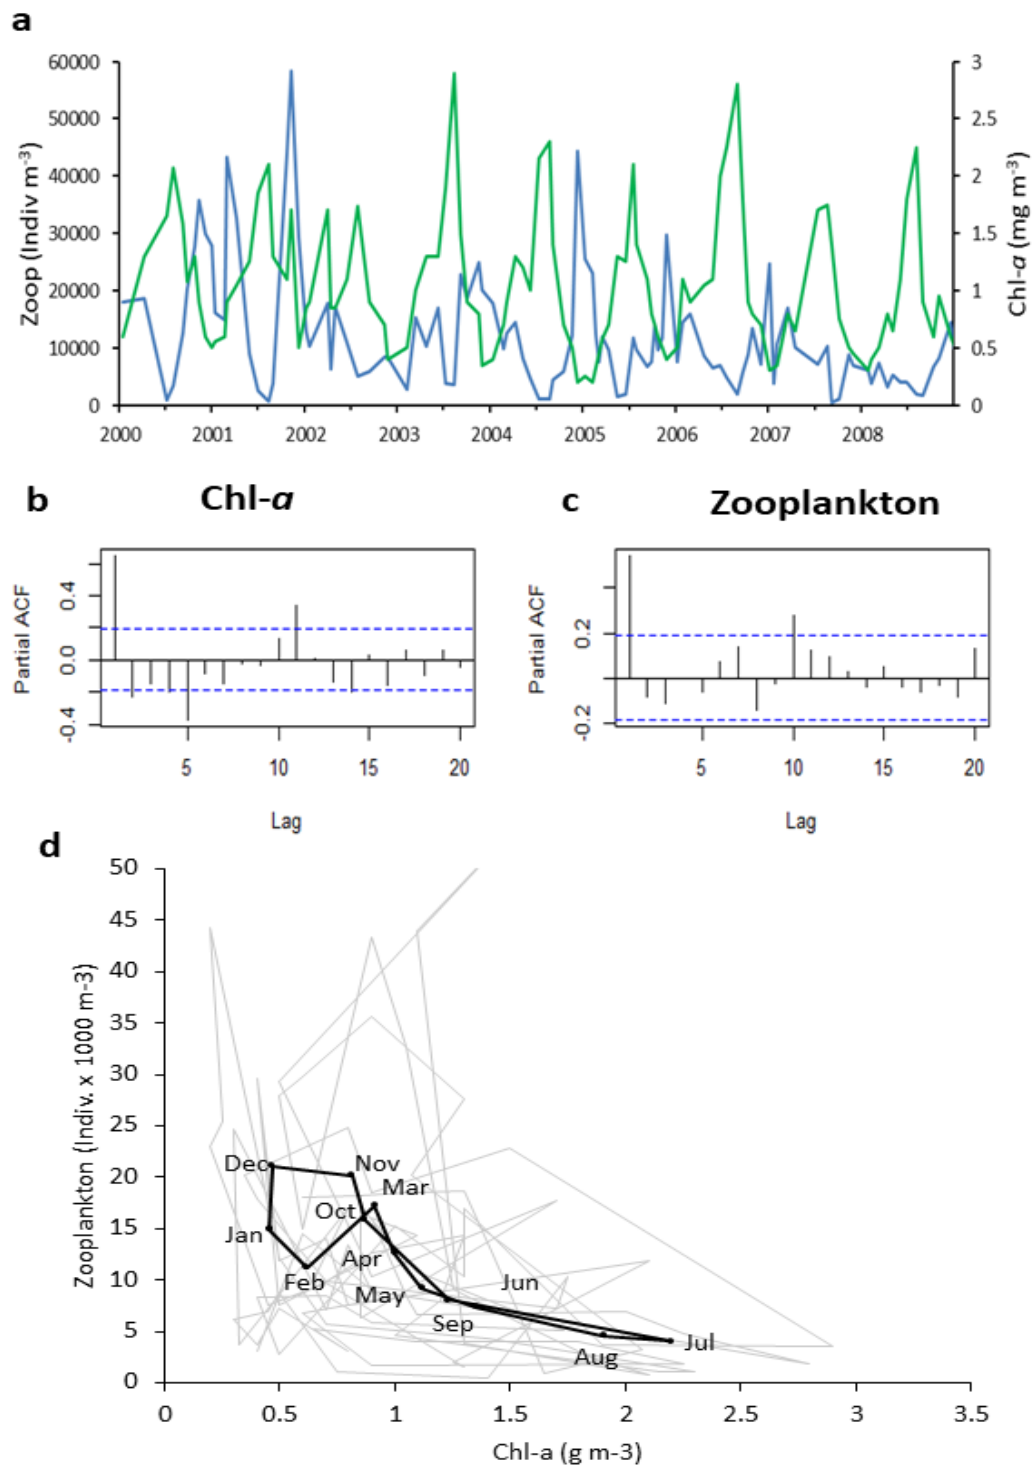 a
Zoop (Indiv m⁻³)
60000
50000
40000
30000
20000
10000
0
3
2.5
2
1.5
1
0.5
0
Chl-a (mg m⁻³)
2000 2001 2002 2003 2004 2005 2006 2007 2008
b Chl-a
Partial ACF
0.4
0.0
-0.4
5 10 15 20
Lag
c Zooplankton
Partial ACF
0.2
-0.2
5 10 15 20
Lag
d
Zooplankton (Indiv. x 1000 m-3)
50
45
40
35
30
25
20
15
10
5
0
Dec Nov
Mar
Oct
Jan
Apr
Feb
May
Jun
Sep
Jul
Aug
0 0.5 1 1.5 2 2.5 3 3.5
Chl-a (g m-3)